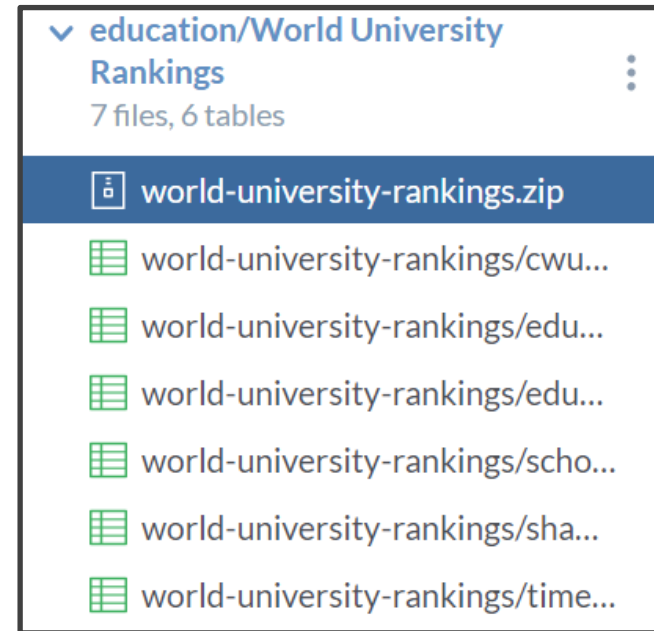 education/World University
Rankings
7 files, 6 tables
world-university-rankings.zip
world-university-rankings/cwu...
world-university-rankings/edu...
world-university-rankings/edu...
world-university-rankings/scho...
world-university-rankings/sha...
world-university-rankings/time...